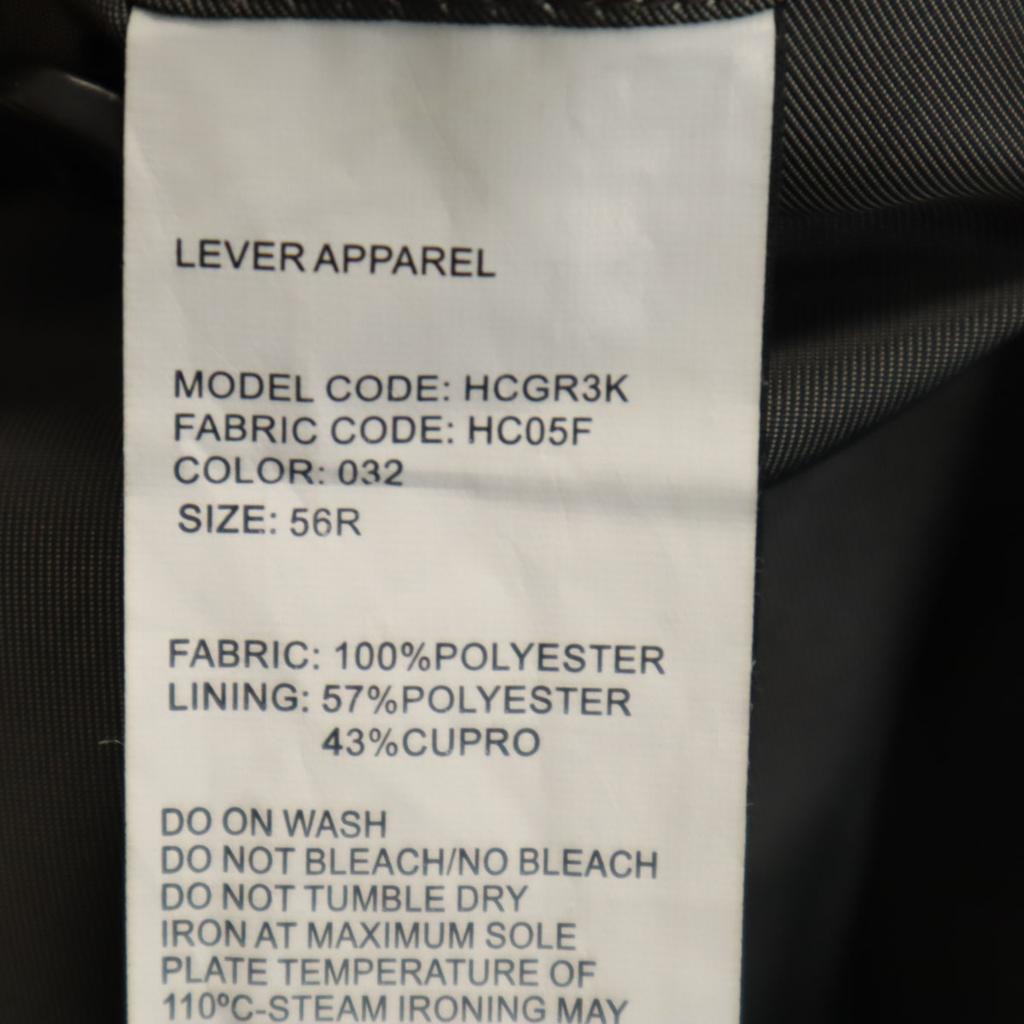 LEVER APPAREL
MODEL CODE: HCGR3K
FABRIC CODE: HC05F
COLOR: 032
SIZE: 56R
FABRIC: 100%POLYESTER
LINING: 57%POLYESTER
43%CUPRO
DO ON WASH
DO NOT BLEACH/NO BLEACH
DO NOT TUMBLE DRY
IRON AT MAXIMUM SOLE
PLATE TEMPERATURE OF
110ºC-STEAM IRONING MAY